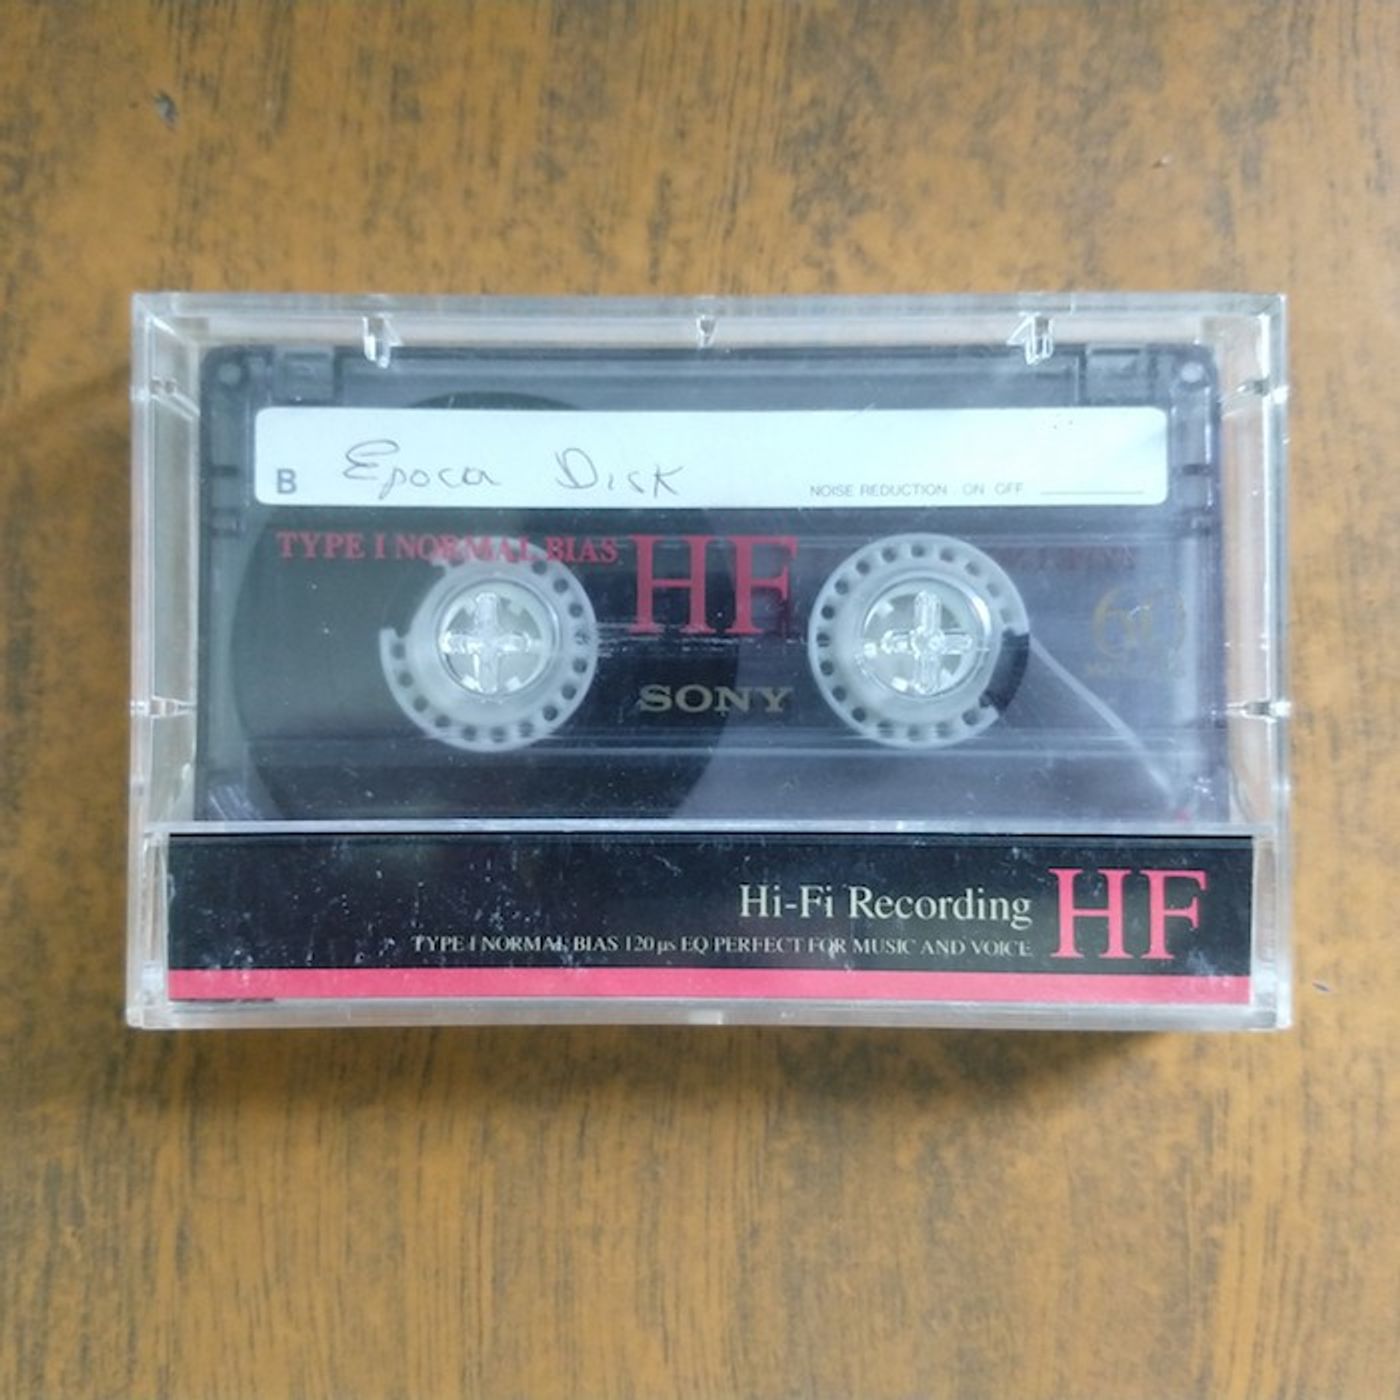 B Epoca Disk NOISE REDUCTION ON OFF
TYPE I NORMAL BIAS HF
60
SONY
Hi-Fi Recording HF
TYPE I NORMAL BIAS 120 µs EQ PERFECT FOR MUSIC AND VOICE